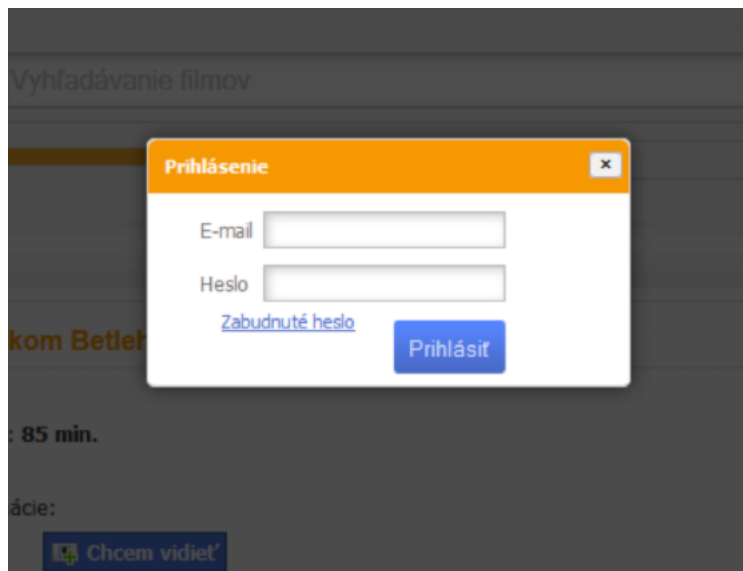 Vyhľadávanie filmov
Prihlásenie
×
E-mail
Heslo
Zabudnuté heslo
Prihlásiť
kom Betleh
: 85 min.
ácie:
Chcem vidieť